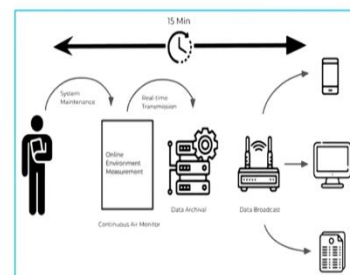 15 Min
System
Maintenance
Real-time
Transmission
Online
Environment
Measurement
Continuous Air Monitor
Data Archival
Data Broadcast